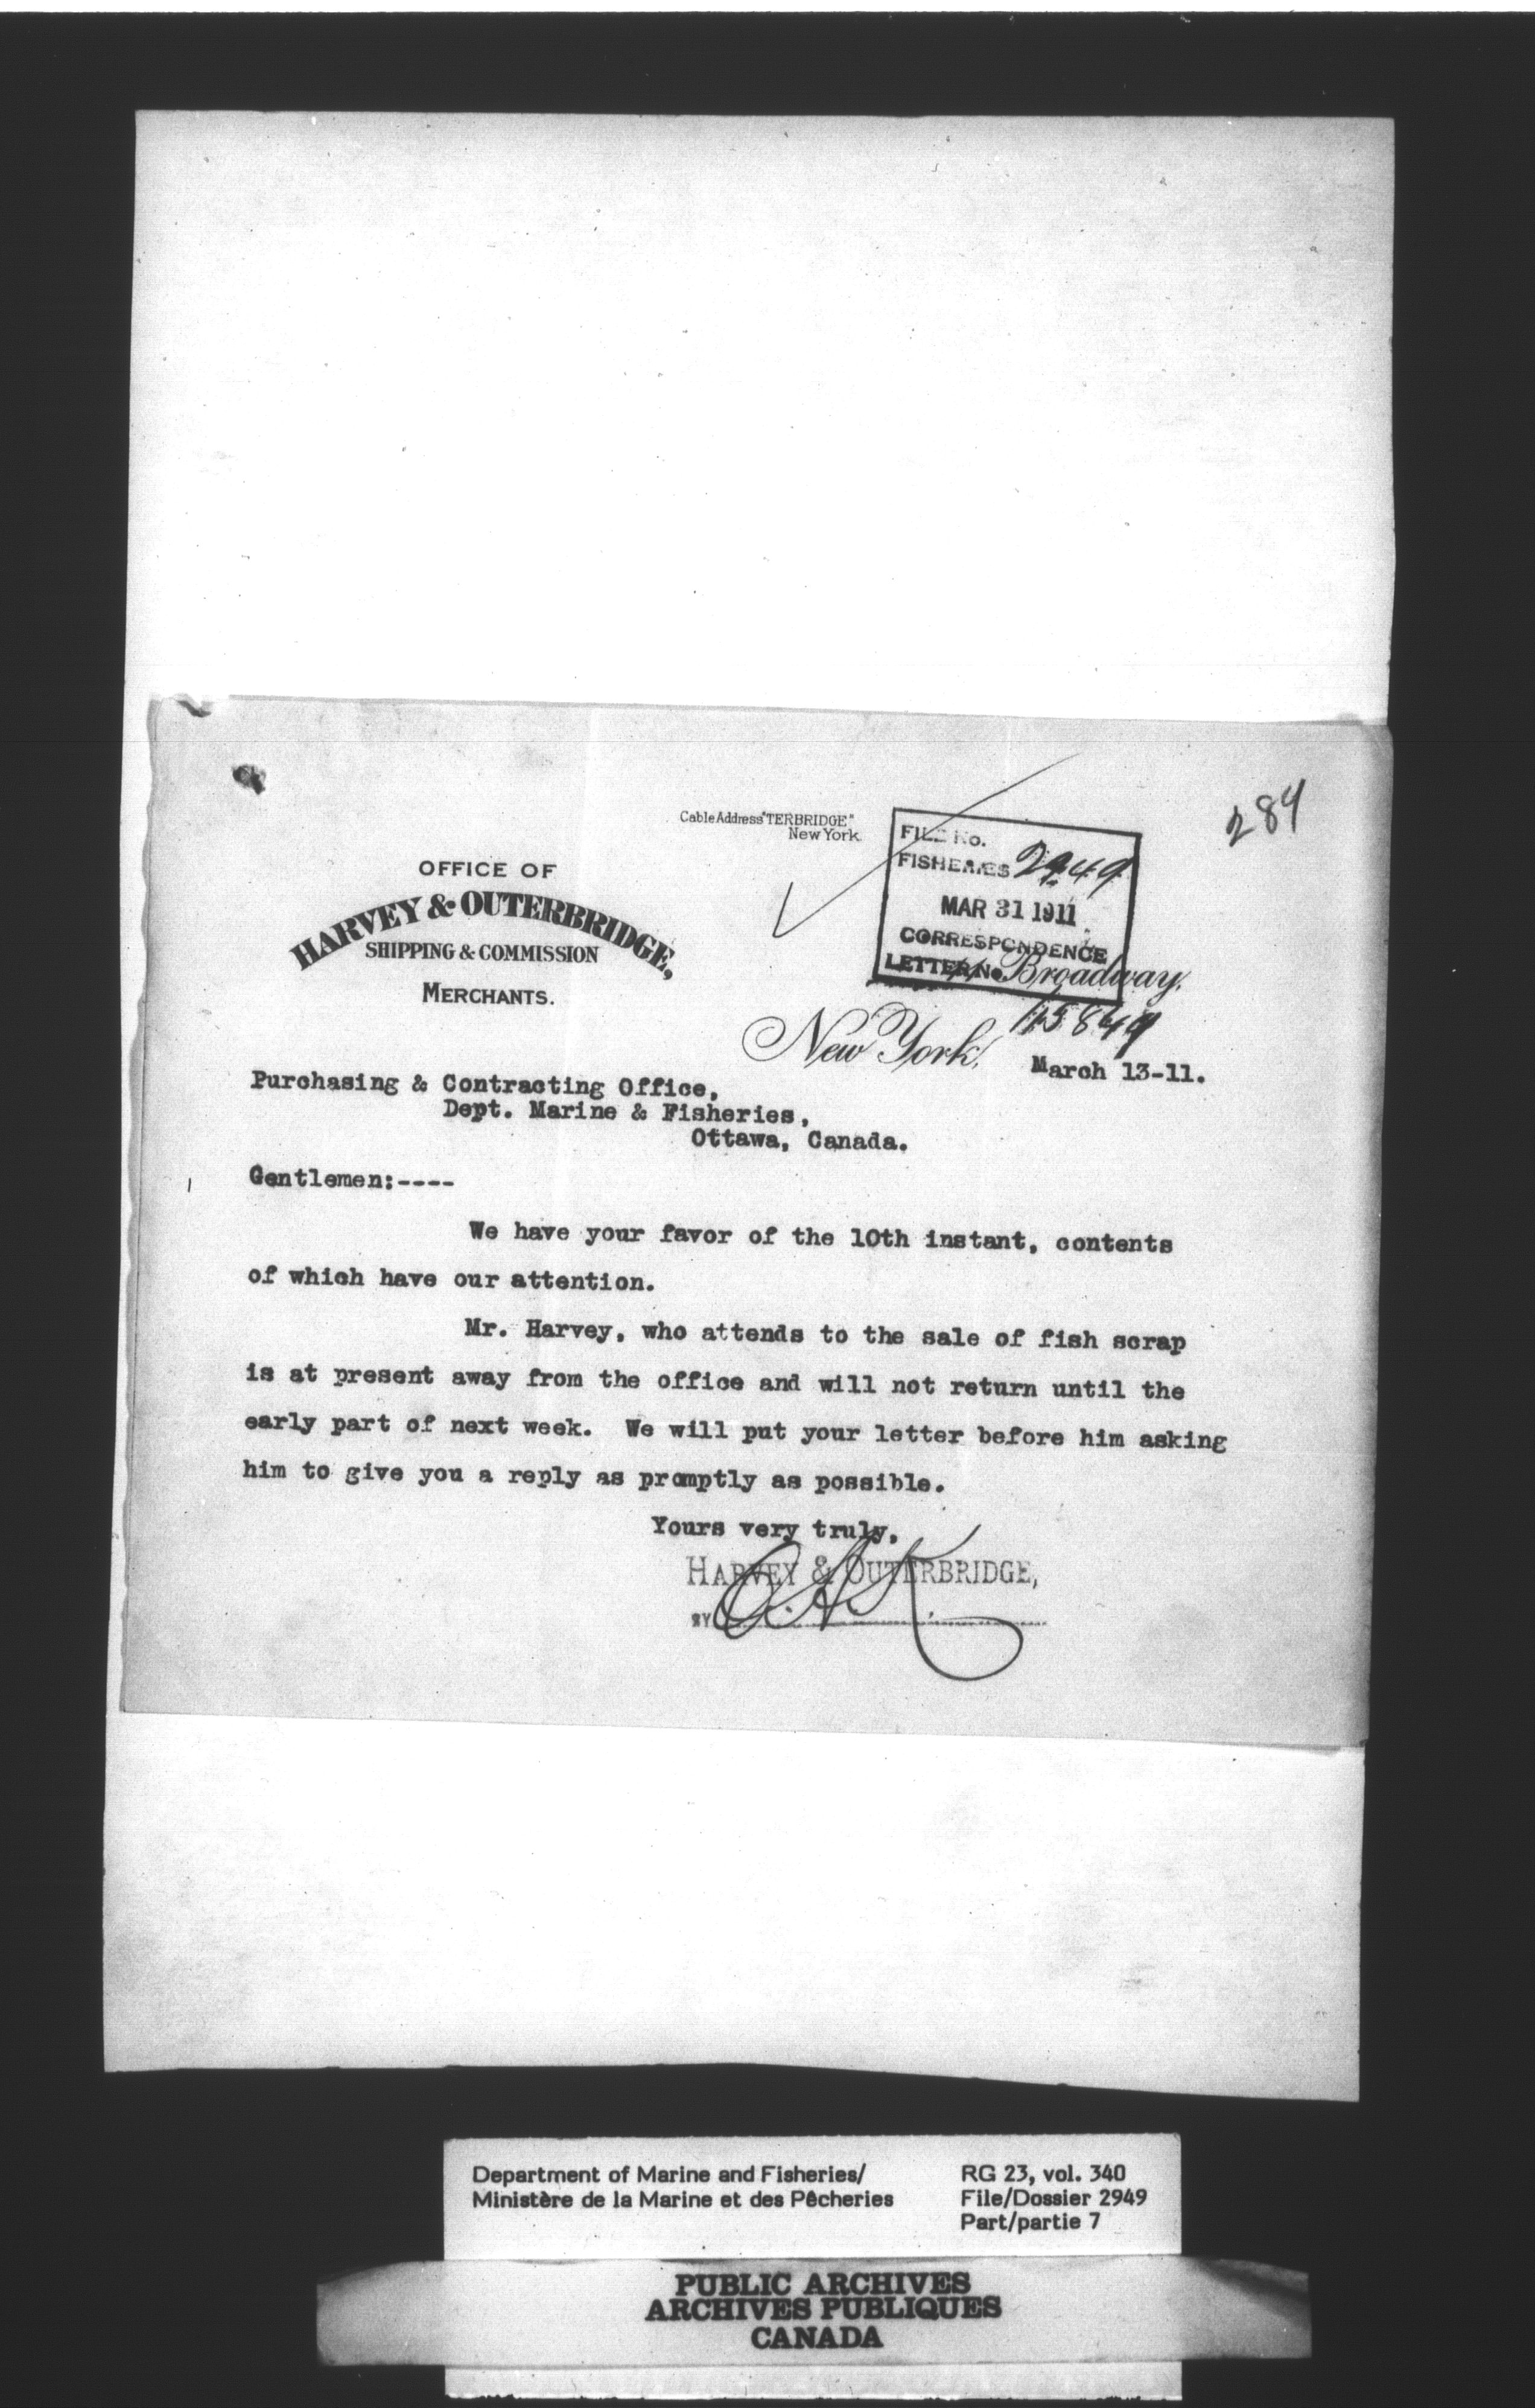 284
Cable Address "TERBRIDGE"
New York.
FILE No.
FISHERIES 2949
MAR 31 1911
CORRESPONDENCE
LETTER No.
OFFICE OF
HARVEY & OUTERBRIDGE,
SHIPPING & COMMISSION
MERCHANTS.
Broadway.
New York,
March 13-11.
Purchasing & Contracting Office,
Dept. Marine & Fisheries,
Ottawa, Canada.
Gentlemen:----
We have your favor of the 10th instant, contents
of which have our attention.
Mr. Harvey, who attends to the sale of fish scrap
is at present away from the office and will not return until the
early part of next week. We will put your letter before him asking
him to give you a reply as promptly as possible.
Yours very truly,
HARVEY & OUTERBRIDGE,
BY
Department of Marine and Fisheries/
Ministère de la Marine et des Pêcheries
RG 23, vol. 340
File/Dossier 2949
Part/partie 7
PUBLIC ARCHIVES
ARCHIVES PUBLIQUES
CANADA